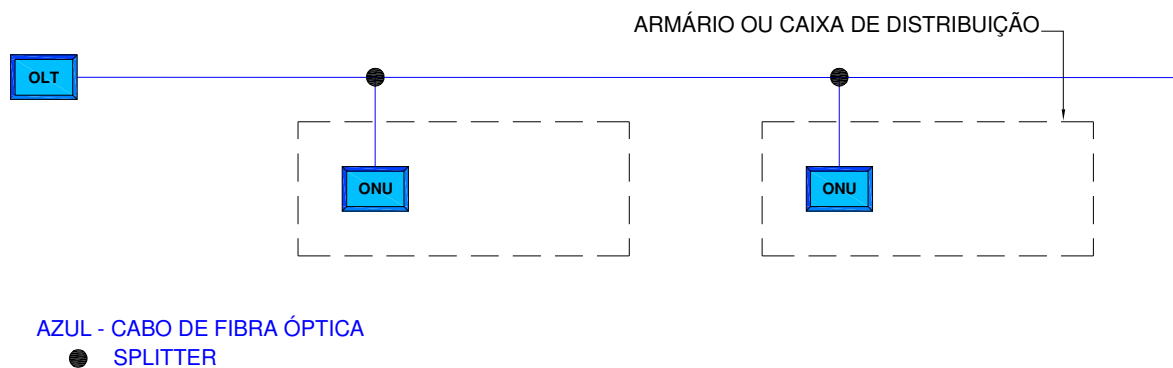 ARMÁRIO OU CAIXA DE DISTRIBUIÇÃO
OLT
ONU
ONU
AZUL - CABO DE FIBRA ÓPTICA
SPLITTER